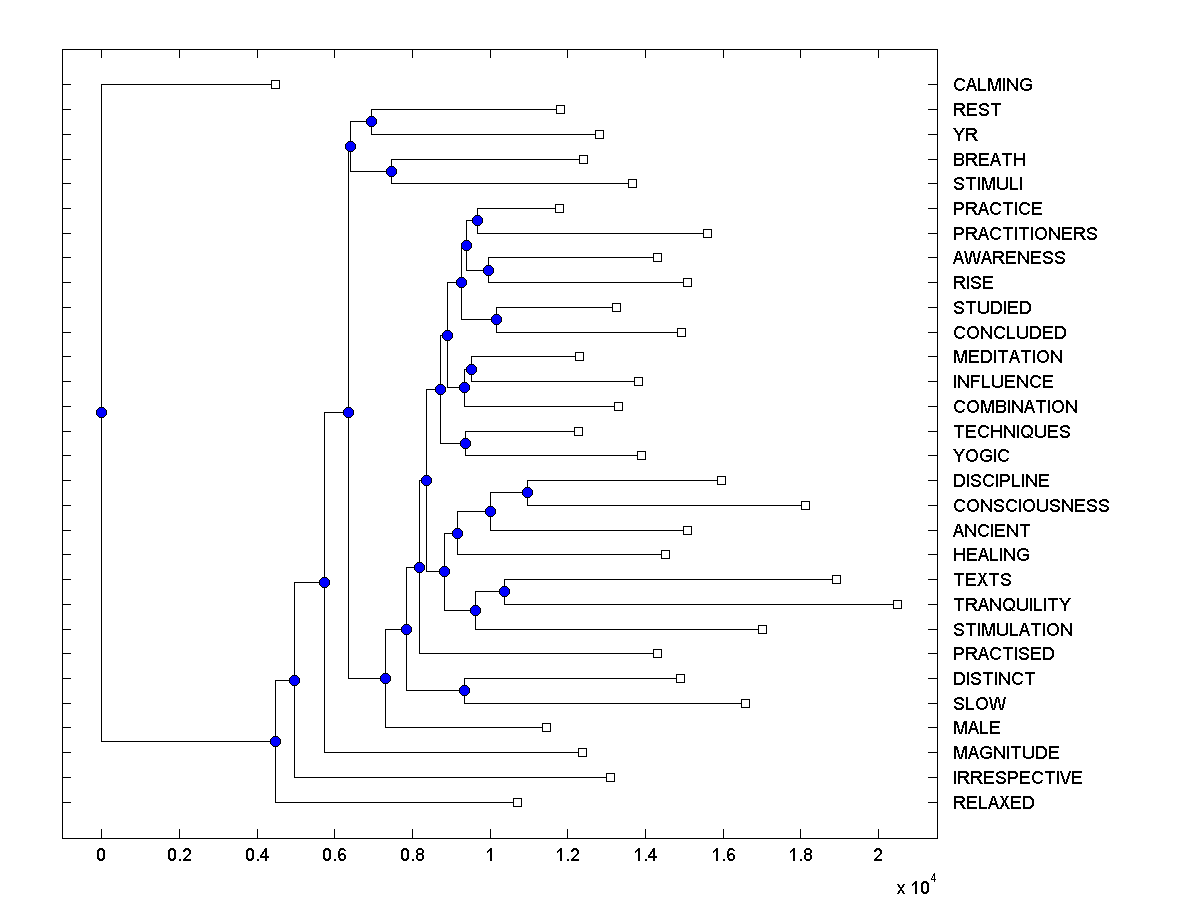 CALMING
REST
YR
BREATH
STIMULI
PRACTICE
PRACTITIONERS
AWARENESS
RISE
STUDIED
CONCLUDED
MEDITATION
INFLUENCE
COMBINATION
TECHNIQUES
YOGIC
DISCIPLINE
CONSCIOUSNESS
ANCIENT
HEALING
TEXTS
TRANQUILITY
STIMULATION
PRACTISED
DISTINCT
SLOW
MALE
MAGNITUDE
IRRESPECTIVE
RELAXED
0 0.2 0.4 0.6 0.8 1 1.2 1.4 1.6 1.8 2
x 10^4